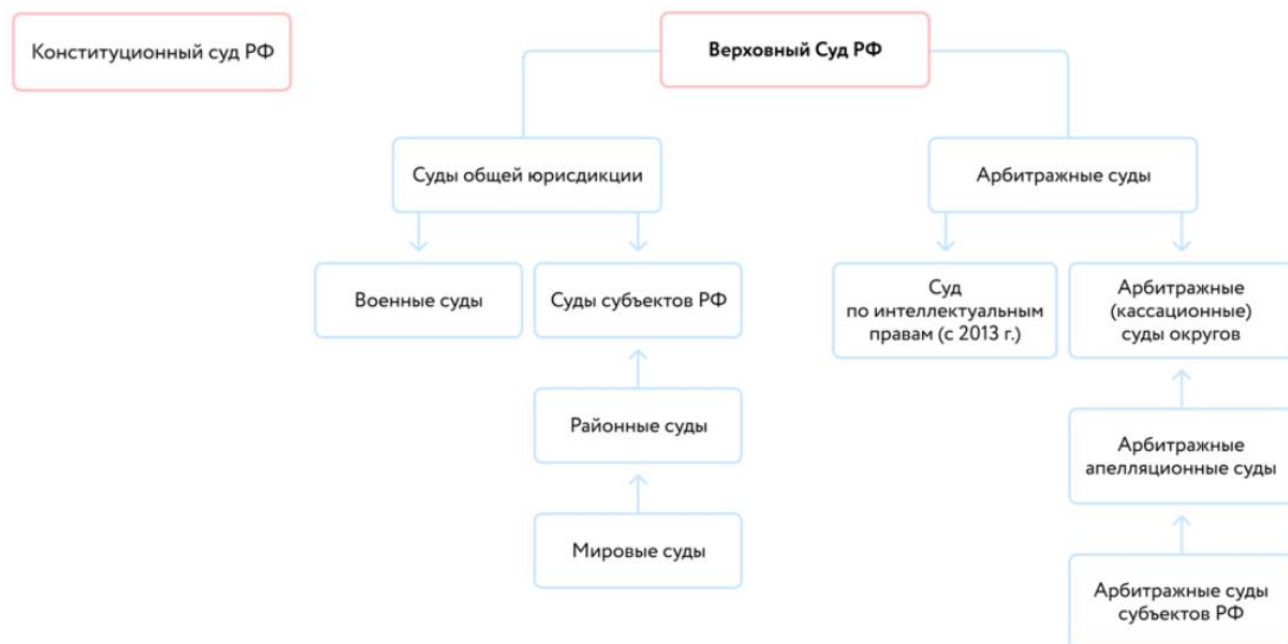 Конституционный суд РФ
Верховный Суд РФ
Суды общей юрисдикции
Арбитражные суды
Военные суды
Суды субъектов РФ
Суд
по интеллектуальным
правам (с 2013 г.)
Арбитражные
(кассационные)
суды округов
Районные суды
Арбитражные
апелляционные суды
Мировые суды
Арбитражные суды
субъектов РФ